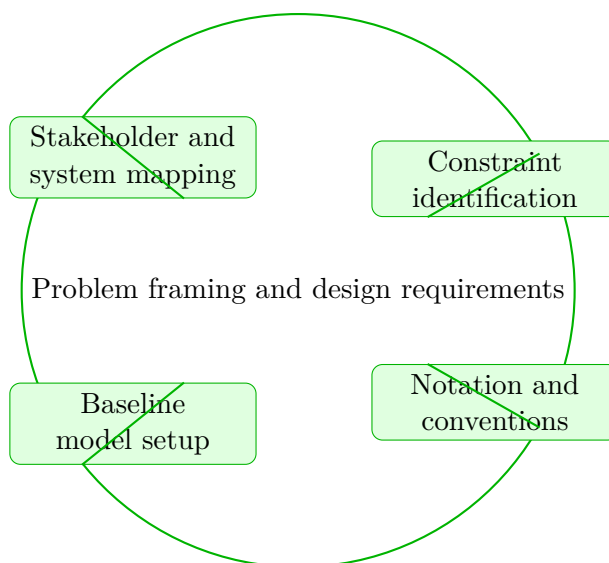 Stakeholder and
system mapping
Constraint
identification
Problem framing and design requirements
Baseline
model setup
Notation and
conventions